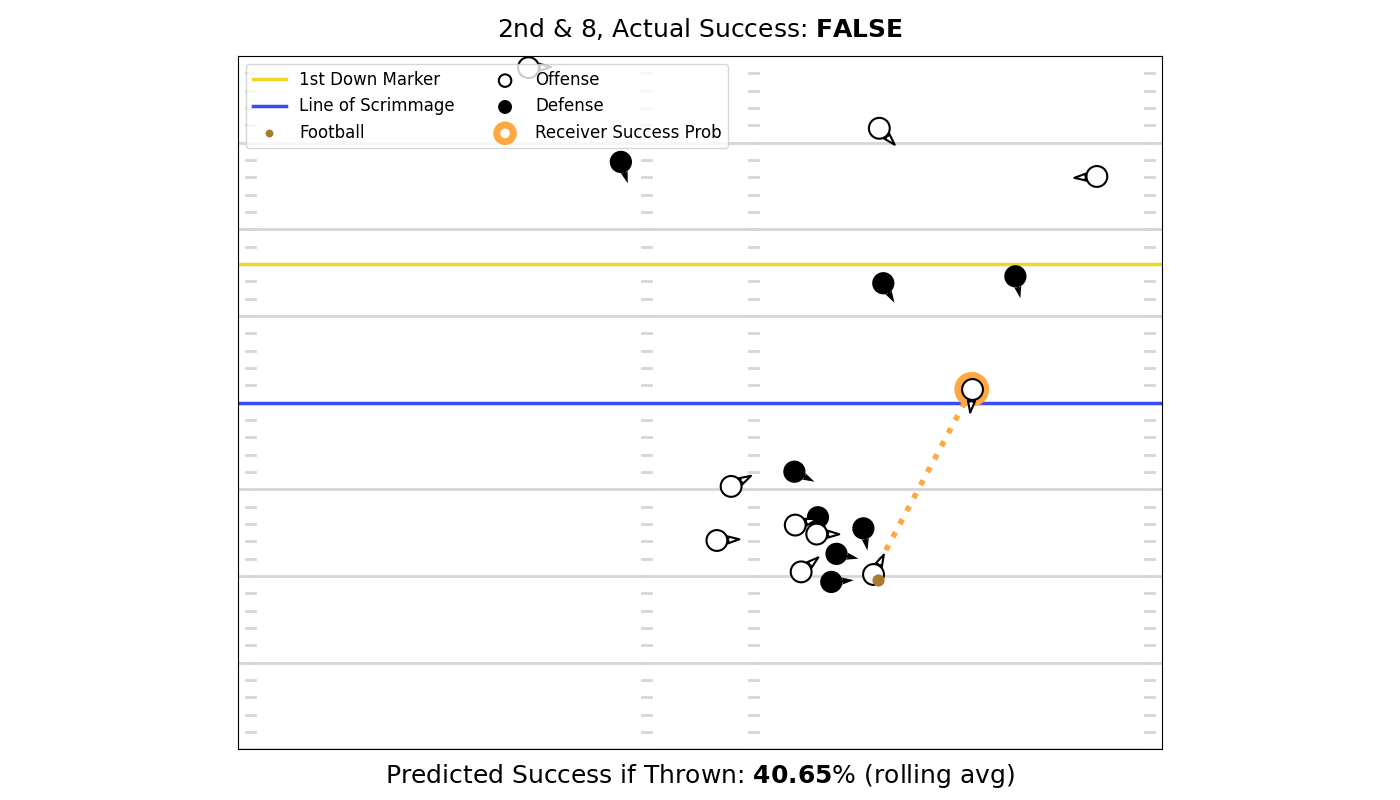 2nd & 8, Actual Success: FALSE
1st Down Marker
Line of Scrimmage
Football
Offense
Defense
Receiver Success Prob
Predicted Success if Thrown: 40.65% (rolling avg)